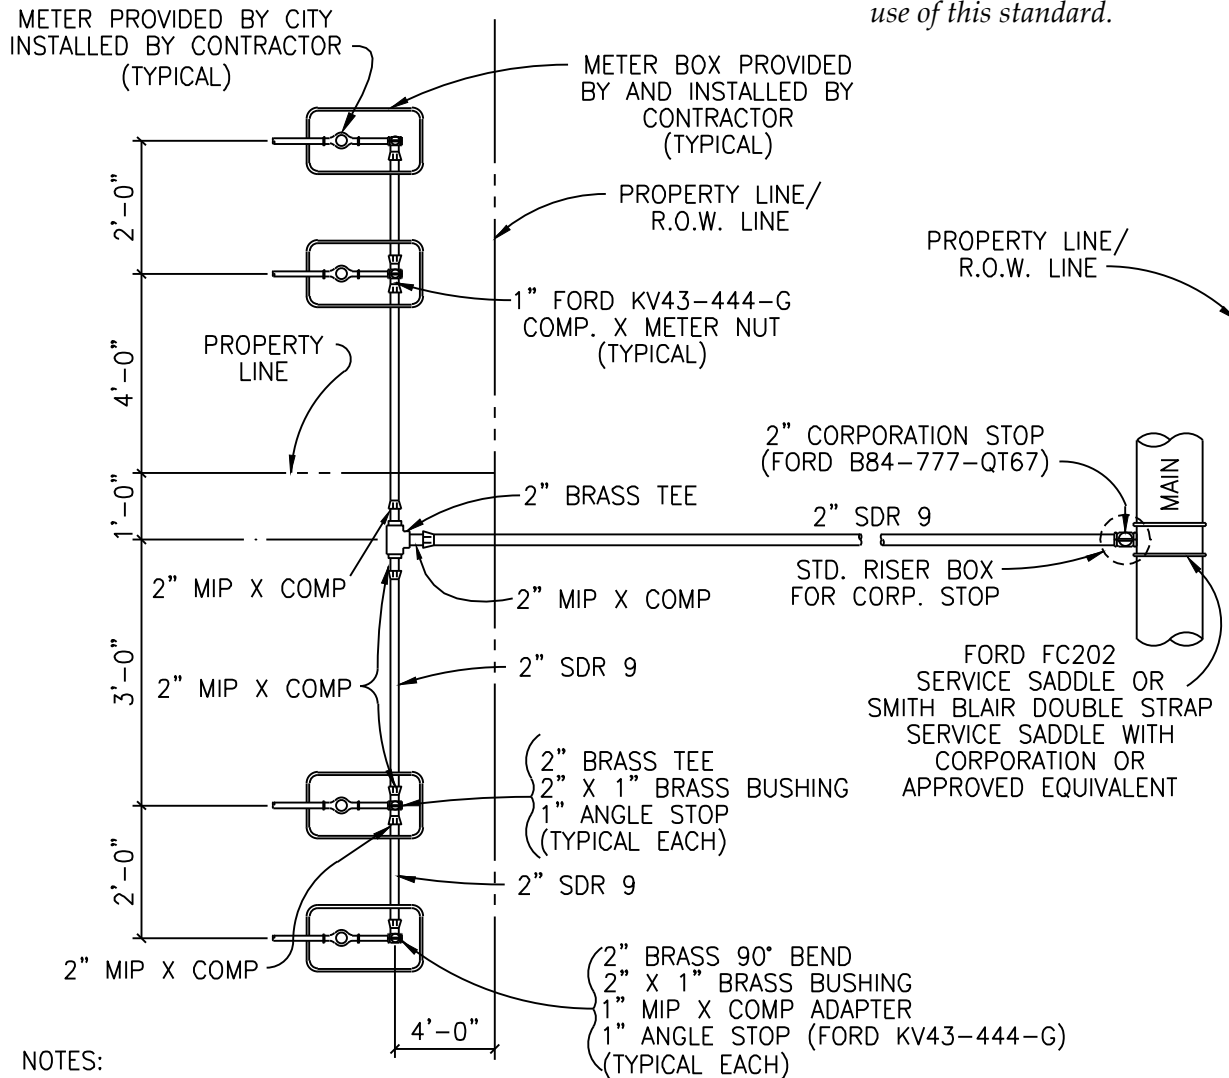 use of this standard.
METER PROVIDED BY CITY
INSTALLED BY CONTRACTOR
(TYPICAL)
METER BOX PROVIDED
BY AND INSTALLED BY
CONTRACTOR
(TYPICAL)
2'-0"
PROPERTY LINE/
R.O.W. LINE
PROPERTY LINE/
R.O.W. LINE
1" FORD KV43-444-G
COMP. X METER NUT
(TYPICAL)
PROPERTY
LINE
4'-0"
2" CORPORATION STOP
(FORD B84-777-QT67)
MAIN
1'-0"
2" BRASS TEE
2" SDR 9
2" MIP X COMP
2" MIP X COMP
STD. RISER BOX
FOR CORP. STOP
3'-0"
2" MIP X COMP
2" SDR 9
FORD FC202
SERVICE SADDLE OR
SMITH BLAIR DOUBLE STRAP
SERVICE SADDLE WITH
CORPORATION OR
APPROVED EQUIVALENT
2" BRASS TEE
2" X 1" BRASS BUSHING
1" ANGLE STOP
(TYPICAL EACH)
2'-0"
2" SDR 9
2" MIP X COMP
2" BRASS 90° BEND
2" X 1" BRASS BUSHING
1" MIP X COMP ADAPTER
1" ANGLE STOP (FORD KV43-444-G)
(TYPICAL EACH)
4'-0"
NOTES: